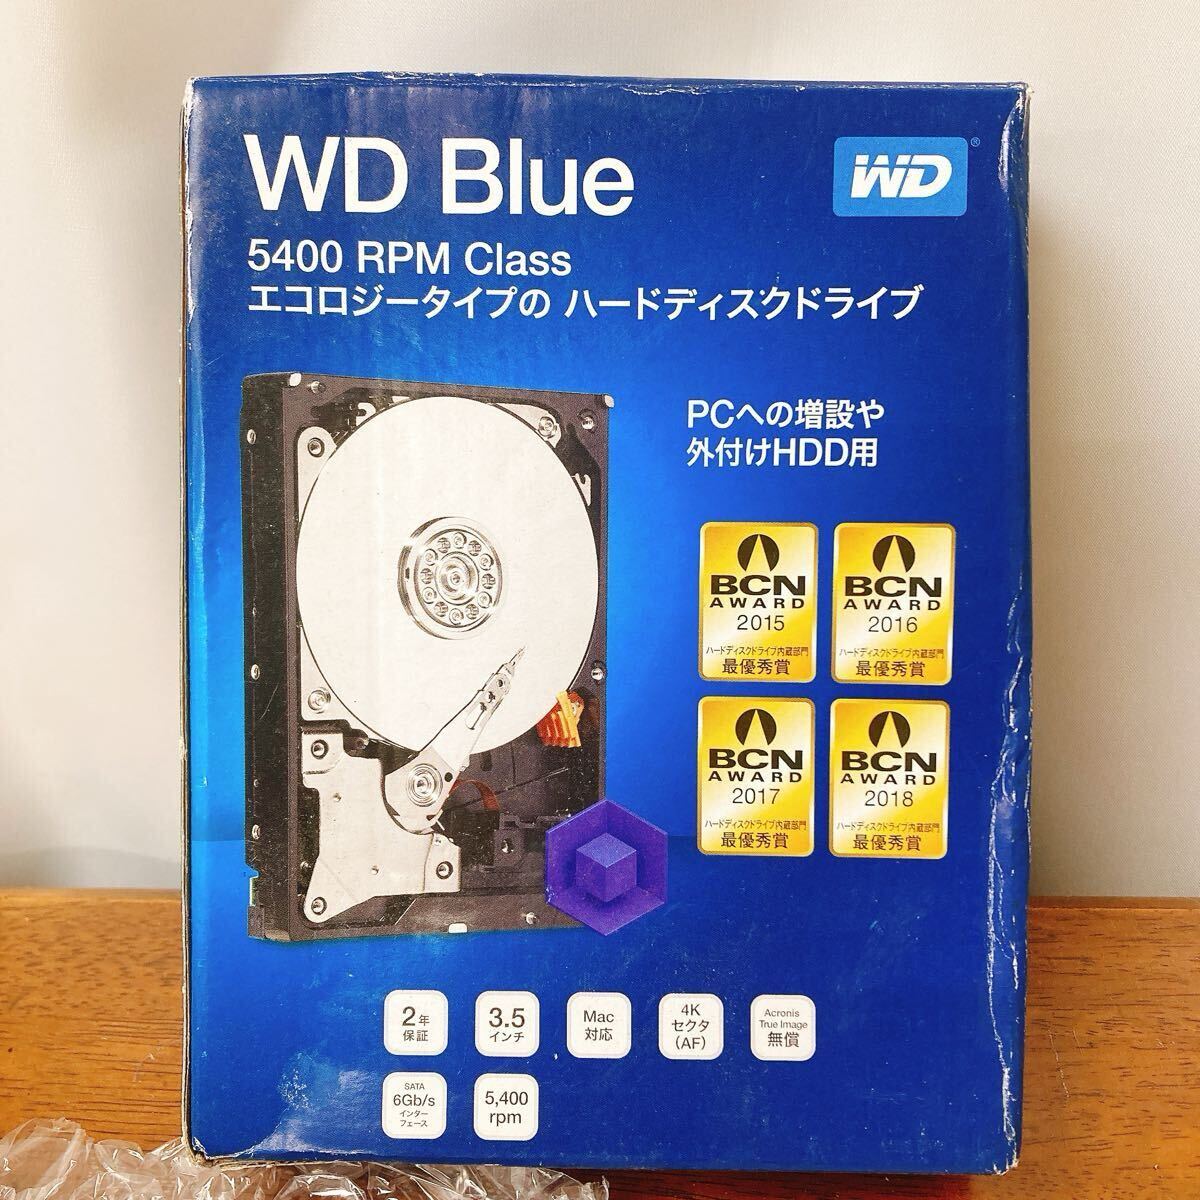 WD Blue
WD®
5400 RPM Class
エコロジータイプの ハードディスクドライブ
PCへの増設や
外付けHDD用
BCN
AWARD
2015
ハードディスクドライブ内蔵部門
最優秀賞
BCN
AWARD
2016
ハードディスクドライブ内蔵部門
最優秀賞
BCN
AWARD
2017
ハードディスクドライブ内蔵部門
最優秀賞
BCN
AWARD
2018
ハードディスクドライブ内蔵部門
最優秀賞
2年
保証
3.5
インチ
Mac
対応
4K
セクタ
(AF)
Acronis
True Image
無償
SATA
6Gb/s
インター
フェース
5,400
rpm